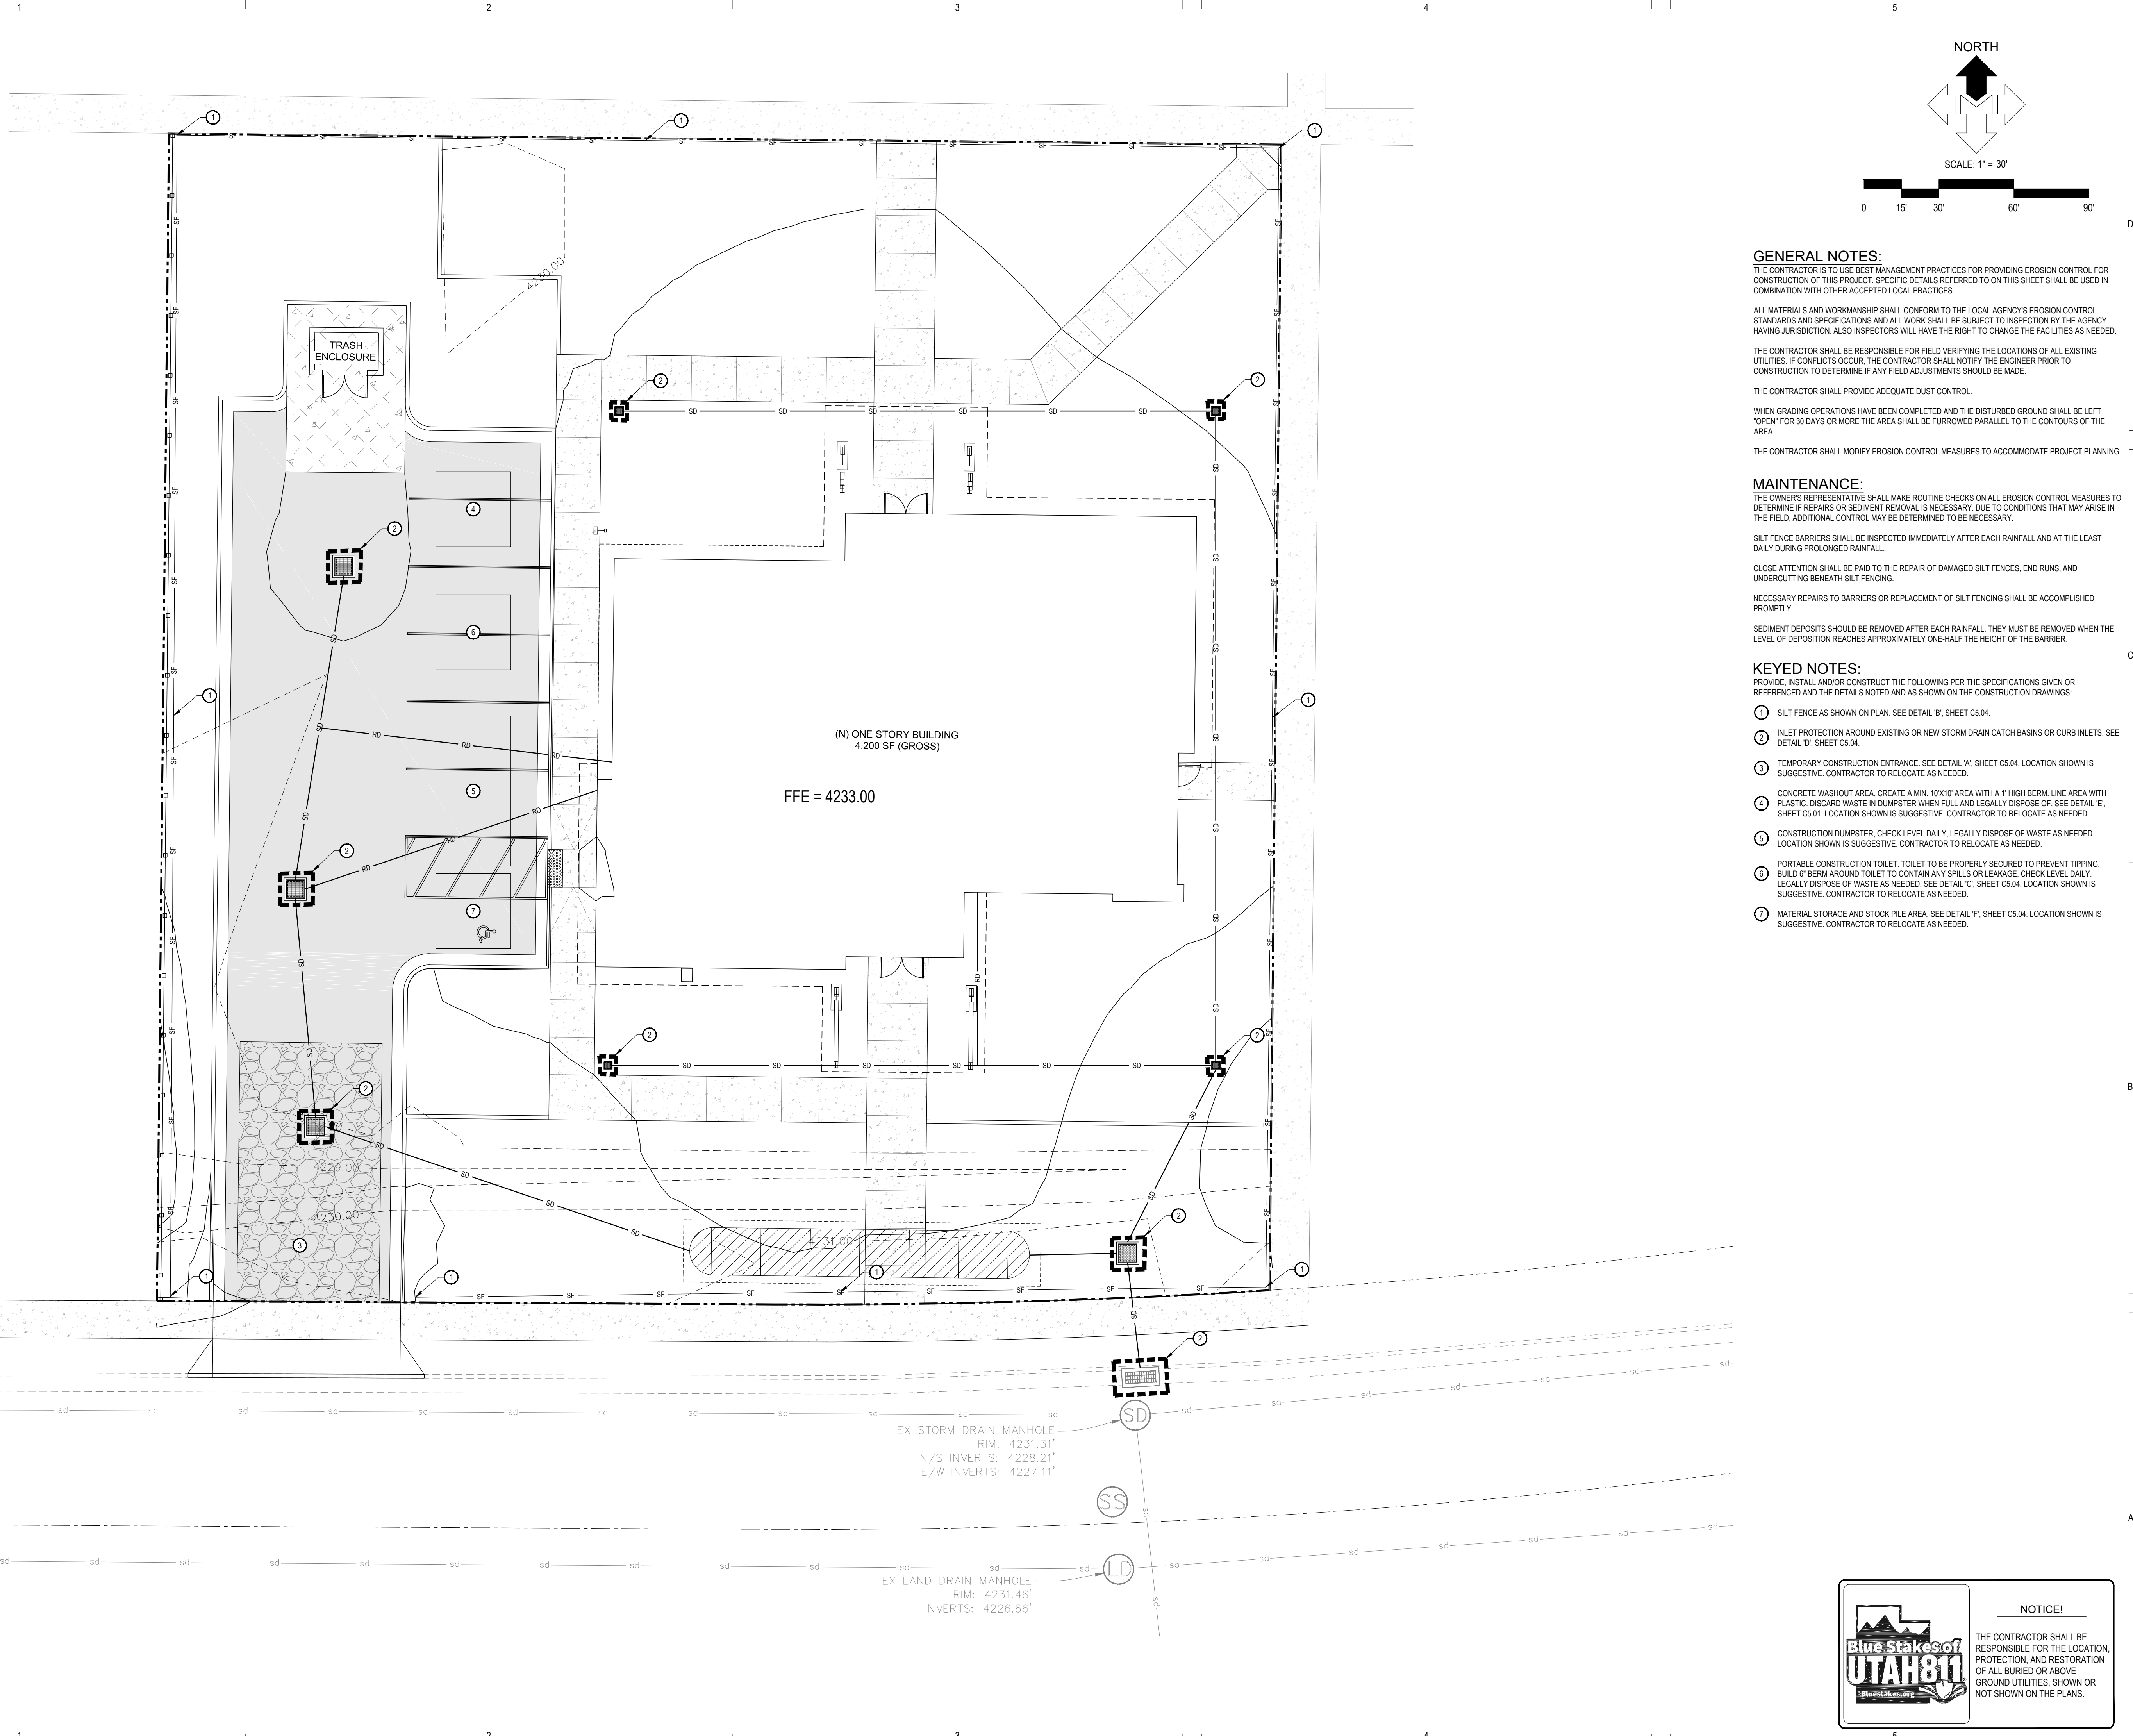 1
2
3
4
5
NORTH
SCALE: 1" = 30'
0 15' 30' 60' 90'
D
GENERAL NOTES:
THE CONTRACTOR IS TO USE BEST MANAGEMENT PRACTICES FOR PROVIDING EROSION CONTROL FOR
CONSTRUCTION OF THIS PROJECT. SPECIFIC DETAILS REFERRED TO ON THIS SHEET SHALL BE USED IN
COMBINATION WITH OTHER ACCEPTED LOCAL PRACTICES.
ALL MATERIALS AND WORKMANSHIP SHALL CONFORM TO THE LOCAL AGENCY'S EROSION CONTROL
STANDARDS AND SPECIFICATIONS AND ALL WORK SHALL BE SUBJECT TO INSPECTION BY THE AGENCY
HAVING JURISDICTION. ALSO INSPECTORS WILL HAVE THE RIGHT TO CHANGE THE FACILITIES AS NEEDED.
THE CONTRACTOR SHALL BE RESPONSIBLE FOR FIELD VERIFYING THE LOCATIONS OF ALL EXISTING
UTILITIES. IF CONFLICTS OCCUR, THE CONTRACTOR SHALL NOTIFY THE ENGINEER PRIOR TO
CONSTRUCTION TO DETERMINE IF ANY FIELD ADJUSTMENTS SHOULD BE MADE.
THE CONTRACTOR SHALL PROVIDE ADEQUATE DUST CONTROL.
WHEN GRADING OPERATIONS HAVE BEEN COMPLETED AND THE DISTURBED GROUND SHALL BE LEFT
"OPEN" FOR 30 DAYS OR MORE THE AREA SHALL BE FURROWED PARALLEL TO THE CONTOURS OF THE
AREA.
THE CONTRACTOR SHALL MODIFY EROSION CONTROL MEASURES TO ACCOMMODATE PROJECT PLANNING.
MAINTENANCE:
THE OWNER'S REPRESENTATIVE SHALL MAKE ROUTINE CHECKS ON ALL EROSION CONTROL MEASURES TO
DETERMINE IF REPAIRS OR SEDIMENT REMOVAL IS NECESSARY. DUE TO CONDITIONS THAT MAY ARISE IN
THE FIELD, ADDITIONAL CONTROL MAY BE DETERMINED TO BE NECESSARY.
SILT FENCE BARRIERS SHALL BE INSPECTED IMMEDIATELY AFTER EACH RAINFALL AND AT THE LEAST
DAILY DURING PROLONGED RAINFALL.
CLOSE ATTENTION SHALL BE PAID TO THE REPAIR OF DAMAGED SILT FENCES, END RUNS, AND
UNDERCUTTING BENEATH SILT FENCING.
NECESSARY REPAIRS TO BARRIERS OR REPLACEMENT OF SILT FENCING SHALL BE ACCOMPLISHED
PROMPTLY.
SEDIMENT DEPOSITS SHOULD BE REMOVED AFTER EACH RAINFALL. THEY MUST BE REMOVED WHEN THE
LEVEL OF DEPOSITION REACHES APPROXIMATELY ONE-HALF THE HEIGHT OF THE BARRIER.
C
KEYED NOTES:
PROVIDE, INSTALL AND/OR CONSTRUCT THE FOLLOWING PER THE SPECIFICATIONS GIVEN OR
REFERENCED AND THE DETAILS NOTED AND AS SHOWN ON THE CONSTRUCTION DRAWINGS:
1 SILT FENCE AS SHOWN ON PLAN. SEE DETAIL 'B', SHEET C5.04.
2 INLET PROTECTION AROUND EXISTING OR NEW STORM DRAIN CATCH BASINS OR CURB INLETS. SEE
DETAIL 'D', SHEET C5.04.
3 TEMPORARY CONSTRUCTION ENTRANCE. SEE DETAIL 'A', SHEET C5.04. LOCATION SHOWN IS
SUGGESTIVE. CONTRACTOR TO RELOCATE AS NEEDED.
CONCRETE WASHOUT AREA. CREATE A MIN. 10'X10' AREA WITH A 1' HIGH BERM. LINE AREA WITH
4 PLASTIC. DISCARD WASTE IN DUMPSTER WHEN FULL AND LEGALLY DISPOSE OF. SEE DETAIL 'E',
SHEET C5.01. LOCATION SHOWN IS SUGGESTIVE. CONTRACTOR TO RELOCATE AS NEEDED.
5 CONSTRUCTION DUMPSTER, CHECK LEVEL DAILY, LEGALLY DISPOSE OF WASTE AS NEEDED.
LOCATION SHOWN IS SUGGESTIVE. CONTRACTOR TO RELOCATE AS NEEDED.
PORTABLE CONSTRUCTION TOILET. TOILET TO BE PROPERLY SECURED TO PREVENT TIPPING.
6 BUILD 6" BERM AROUND TOILET TO CONTAIN ANY SPILLS OR LEAKAGE. CHECK LEVEL DAILY.
LEGALLY DISPOSE OF WASTE AS NEEDED. SEE DETAIL 'C', SHEET C5.04. LOCATION SHOWN IS
SUGGESTIVE. CONTRACTOR TO RELOCATE AS NEEDED.
7 MATERIAL STORAGE AND STOCK PILE AREA. SEE DETAIL 'F', SHEET C5.04. LOCATION SHOWN IS
SUGGESTIVE. CONTRACTOR TO RELOCATE AS NEEDED.
B
A
4230.00
TRASH
ENCLOSURE
(N) ONE STORY BUILDING
4,200 SF (GROSS)
FFE = 4233.00
4229.00
4230.00
4231.00
EX STORM DRAIN MANHOLE
RIM: 4231.31'
N/S INVERTS: 4228.21'
E/W INVERTS: 4227.11'
SD
SS
LD
EX LAND DRAIN MANHOLE
RIM: 4231.46'
INVERTS: 4226.66'
Blue Stakes of
UTAH 811
Bluestakes.org
NOTICE!
THE CONTRACTOR SHALL BE
RESPONSIBLE FOR THE LOCATION,
PROTECTION, AND RESTORATION
OF ALL BURIED OR ABOVE
GROUND UTILITIES, SHOWN OR
NOT SHOWN ON THE PLANS.
1
2
3
4
5